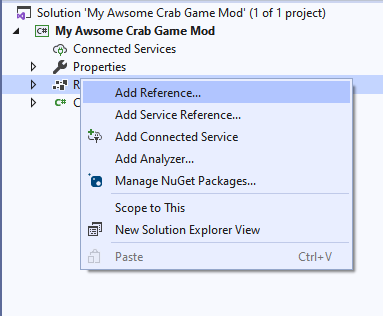 Solution 'My Awsome Crab Game Mod' (1 of 1 project)
My Awsome Crab Game Mod
Connected Services
Properties
R
C
Add Reference...
Add Service Reference...
Add Connected Service
Add Analyzer...
Manage NuGet Packages...
Scope to This
New Solution Explorer View
Paste Ctrl+V